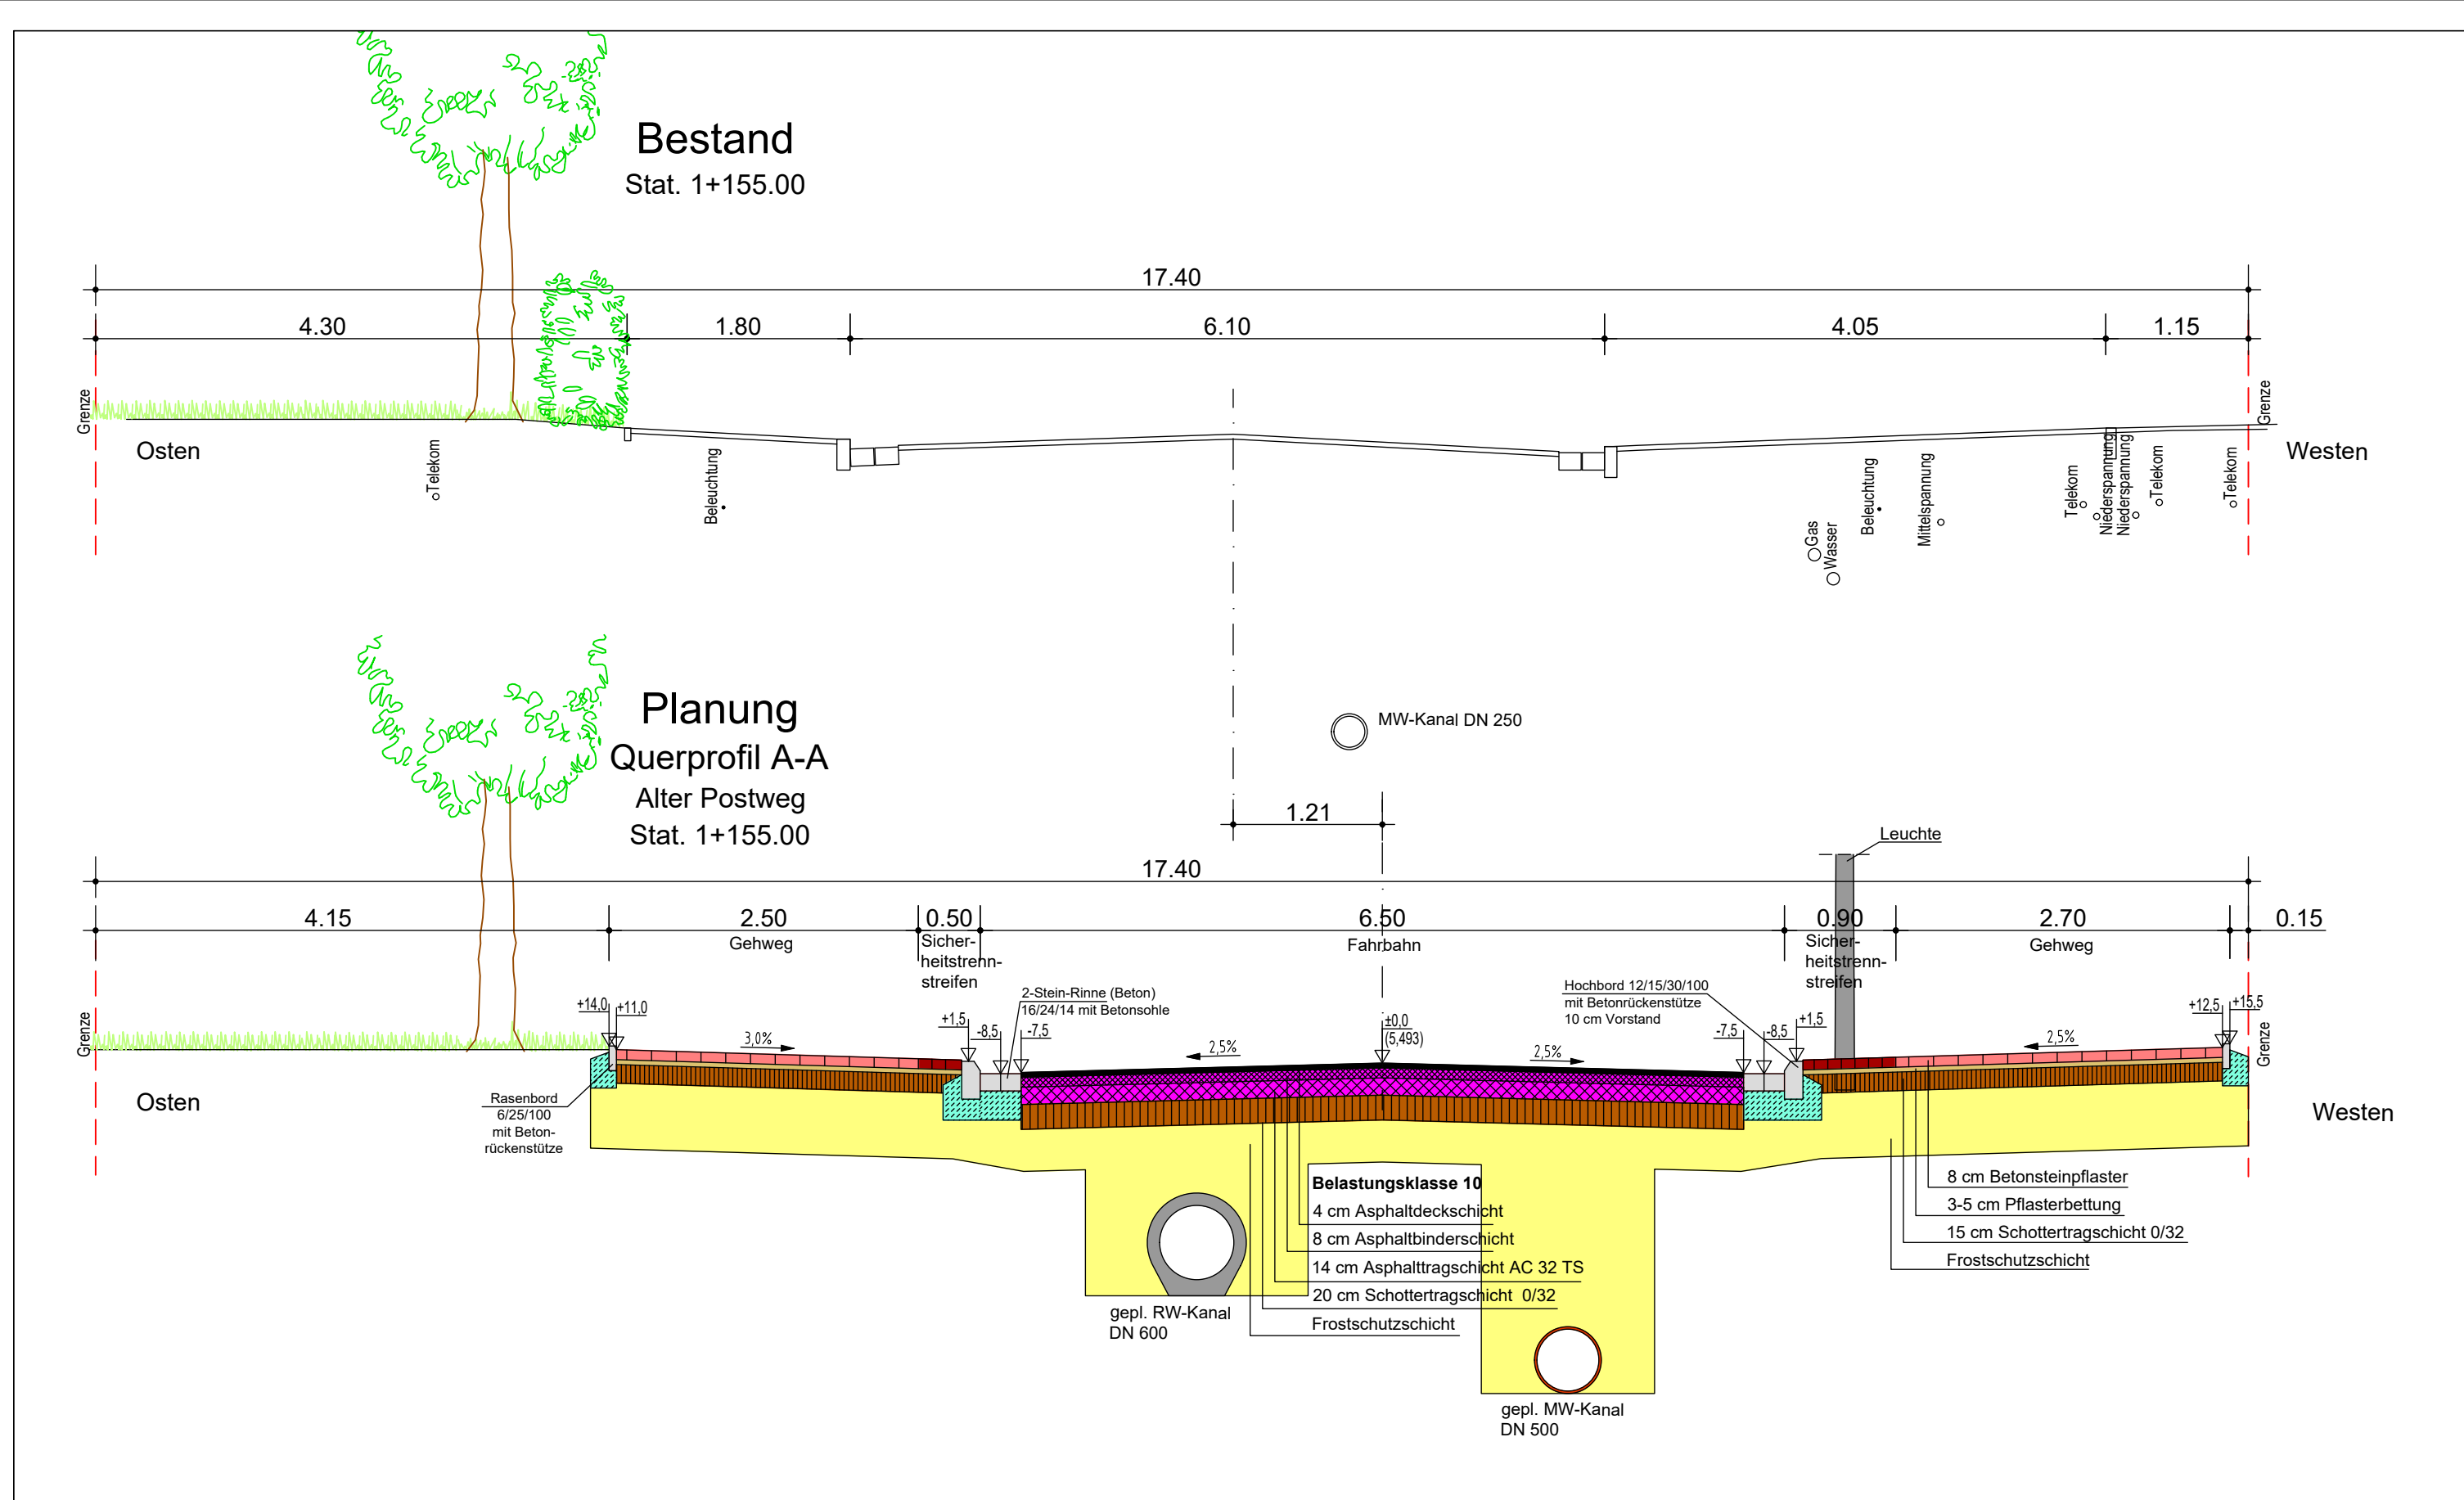 Bestand
Stat. 1+155.00
17.40
4.30
1.80
6.10
4.05
1.15
Grenze
Grenze
Osten
Westen
Telekom
Beleuchtung
Gas
Wasser
Beleuchtung
Mittelspannung
Telekom
Niederspannung
Niederspannung
Telekom
Telekom
MW-Kanal DN 250
Planung
Querprofil A-A
Alter Postweg
Stat. 1+155.00
1.21
Leuchte
17.40
4.15
2.50
0.50
6.50
0.90
2.70
0.15
Gehweg
Sicher-
heitstrenn-
streifen
Fahrbahn
Sicher-
heitstrenn-
streifen
Gehweg
2-Stein-Rinne (Beton)
16/24/14 mit Betonsohle
Hochbord 12/15/30/100
mit Betonrückenstütze
10 cm Vorstand
+14,0
+11,0
+1,5
-8,5
-7,5
±0,0
(5,493)
-7,5
-8,5
+1,5
+12,5
+15,5
3,0%
2,5%
2,5%
2,5%
Grenze
Grenze
Osten
Westen
Rasenbord
6/25/100
mit Beton-
rückenstütze
Belastungsklasse 10
4 cm Asphaltdeckschicht
8 cm Asphaltbinderschicht
14 cm Asphalttragschicht AC 32 TS
20 cm Schottertragschicht 0/32
Frostschutzschicht
8 cm Betonsteinpflaster
3-5 cm Pflasterbettung
15 cm Schottertragschicht 0/32
Frostschutzschicht
gepl. RW-Kanal
DN 600
gepl. MW-Kanal
DN 500